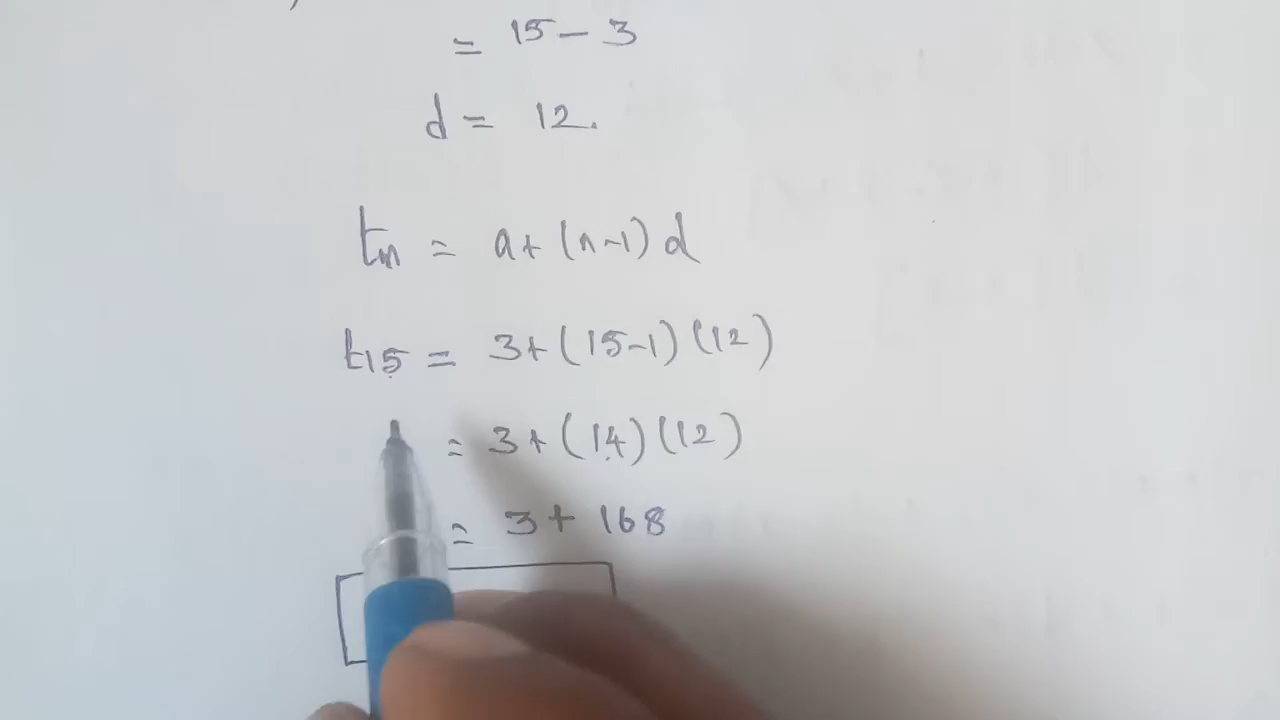 = 15 - 3
d = 12.
tn = a + (n-1) d
t15 = 3 + (15-1) (12)
= 3 + (14) (12)
= 3 + 168